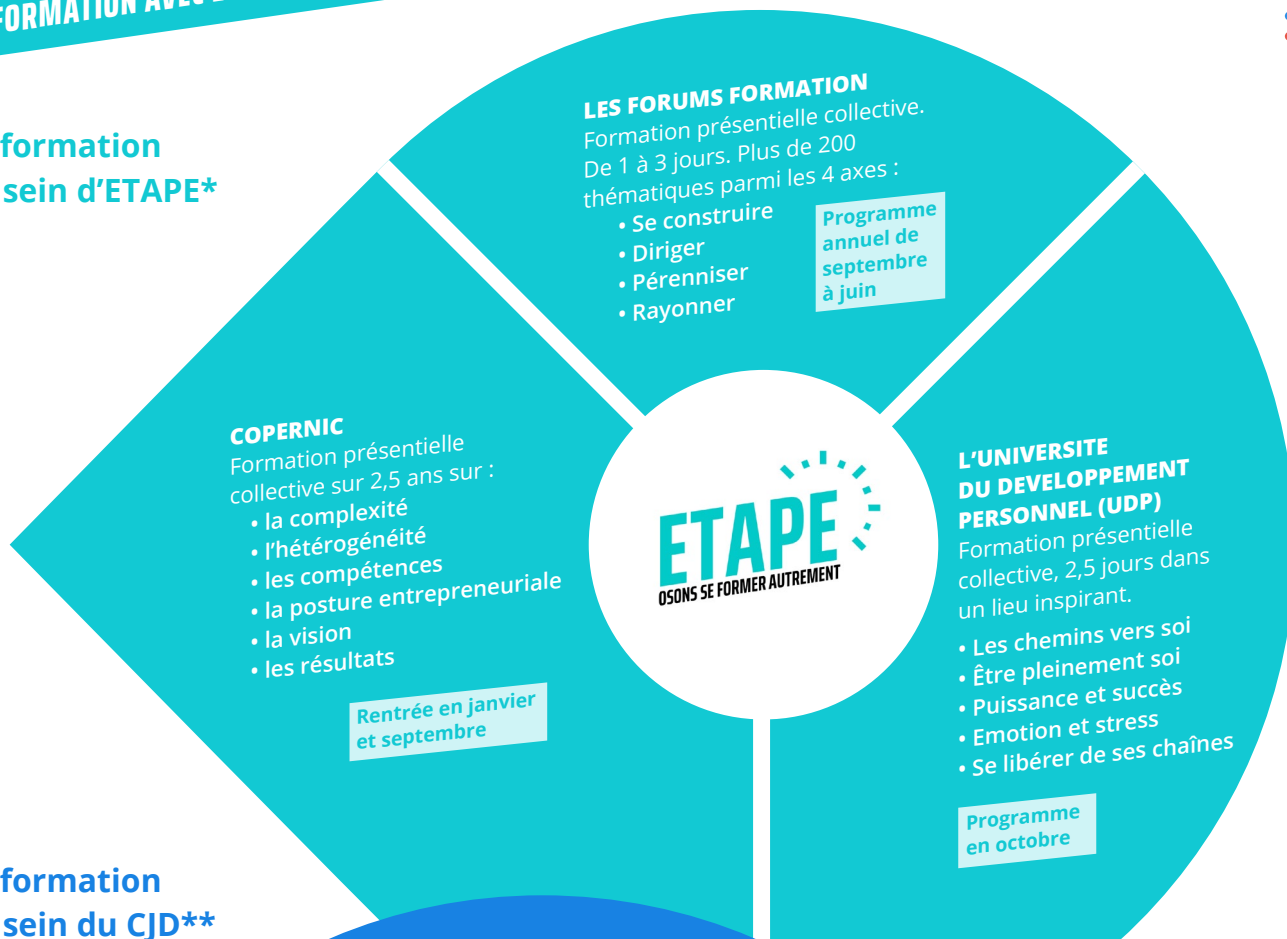 FORMATION AVEC
formation
sein d'ETAPE*
LES FORUMS FORMATION
Formation présentielle collective.
De 1 à 3 jours. Plus de 200
thématiques parmi les 4 axes :
• Se construire
• Diriger
• Pérenniser
• Rayonner
Programme
annuel de
septembre
à juin
COPERNIC
Formation présentielle
collective sur 2,5 ans sur :
• la complexité
• l'hétérogénéité
• les compétences
• la posture entrepreneuriale
• la vision
• les résultats
Rentrée en janvier
et septembre
ETAPE
OSONS SE FORMER AUTREMENT
L'UNIVERSITE
DU DEVELOPPEMENT
PERSONNEL (UDP)
Formation présentielle
collective, 2,5 jours dans
un lieu inspirant.
• Les chemins vers soi
• Être pleinement soi
• Puissance et succès
• Emotion et stress
• Se libérer de ses chaînes
Programme
en octobre
formation
sein du CJD**